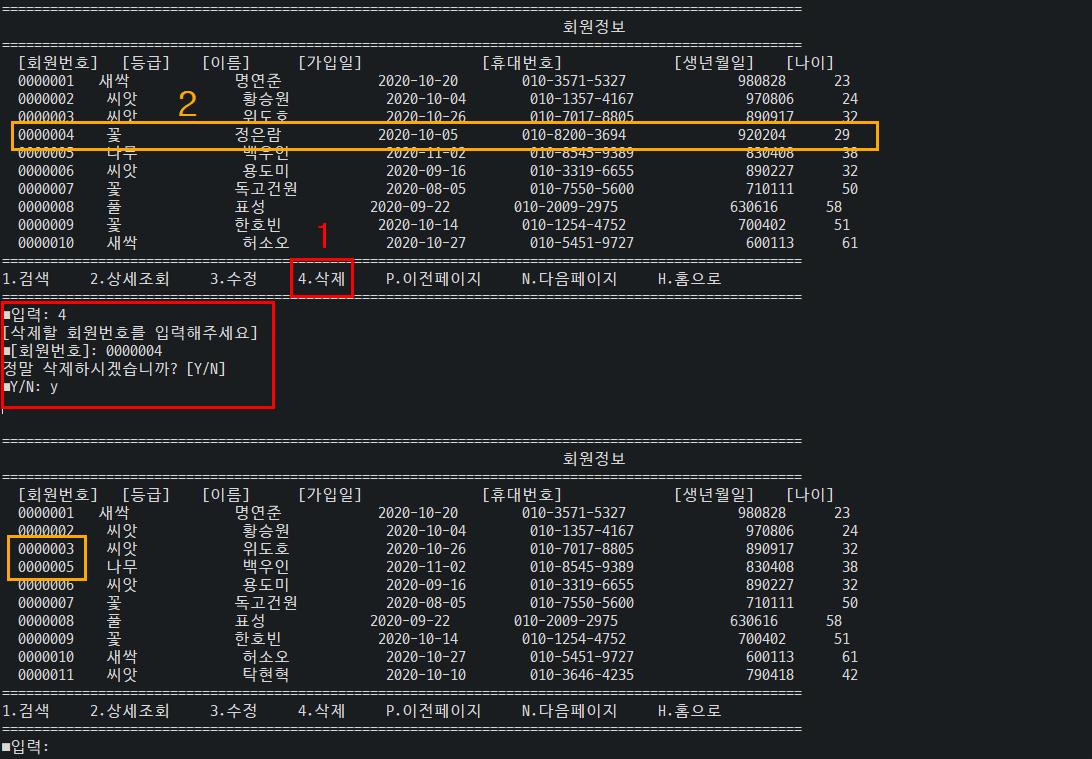 ================================================================================
회원정보
================================================================================
[회원번호] [등급] [이름] [가입일] [휴대번호] [생년월일] [나이]
0000001 새싹 명연준 2020-10-20 010-3571-5327 980828 23
0000002 씨앗 황승원 2020-10-04 010-1357-4167 970806 24
2
0000003 씨앗 위도호 2020-10-26 010-7017-8805 890917 32
0000004 꽃 정은람 2020-10-05 010-8200-3694 920204 29
0000005 나무 백우인 2020-11-02 010-8545-9389 830408 38
0000006 씨앗 용도미 2020-09-16 010-3319-6655 890227 32
0000007 꽃 독고건원 2020-08-05 010-7550-5600 710111 50
0000008 풀 표성 2020-09-22 010-2009-2975 630616 58
0000009 꽃 한호빈 2020-10-14 010-1254-4752 700402 51
1
0000010 새싹 허소오 2020-10-27 010-5451-9727 600113 61
================================================================================
1.검색 2.상세조회 3.수정 4.삭제 P.이전페이지 N.다음페이지 H.홈으로
================================================================================
■입력: 4
[삭제할 회원번호를 입력해주세요]
■[회원번호]: 0000004
정말 삭제하시겠습니까? [Y/N]
■Y/N: y
================================================================================
회원정보
================================================================================
[회원번호] [등급] [이름] [가입일] [휴대번호] [생년월일] [나이]
0000001 새싹 명연준 2020-10-20 010-3571-5327 980828 23
0000002 씨앗 황승원 2020-10-04 010-1357-4167 970806 24
0000003 씨앗 위도호 2020-10-26 010-7017-8805 890917 32
0000005 나무 백우인 2020-11-02 010-8545-9389 830408 38
0000006 씨앗 용도미 2020-09-16 010-3319-6655 890227 32
0000007 꽃 독고건원 2020-08-05 010-7550-5600 710111 50
0000008 풀 표성 2020-09-22 010-2009-2975 630616 58
0000009 꽃 한호빈 2020-10-14 010-1254-4752 700402 51
0000010 새싹 허소오 2020-10-27 010-5451-9727 600113 61
0000011 씨앗 탁현혁 2020-10-10 010-3646-4235 790418 42
================================================================================
1.검색 2.상세조회 3.수정 4.삭제 P.이전페이지 N.다음페이지 H.홈으로
================================================================================
■입력: